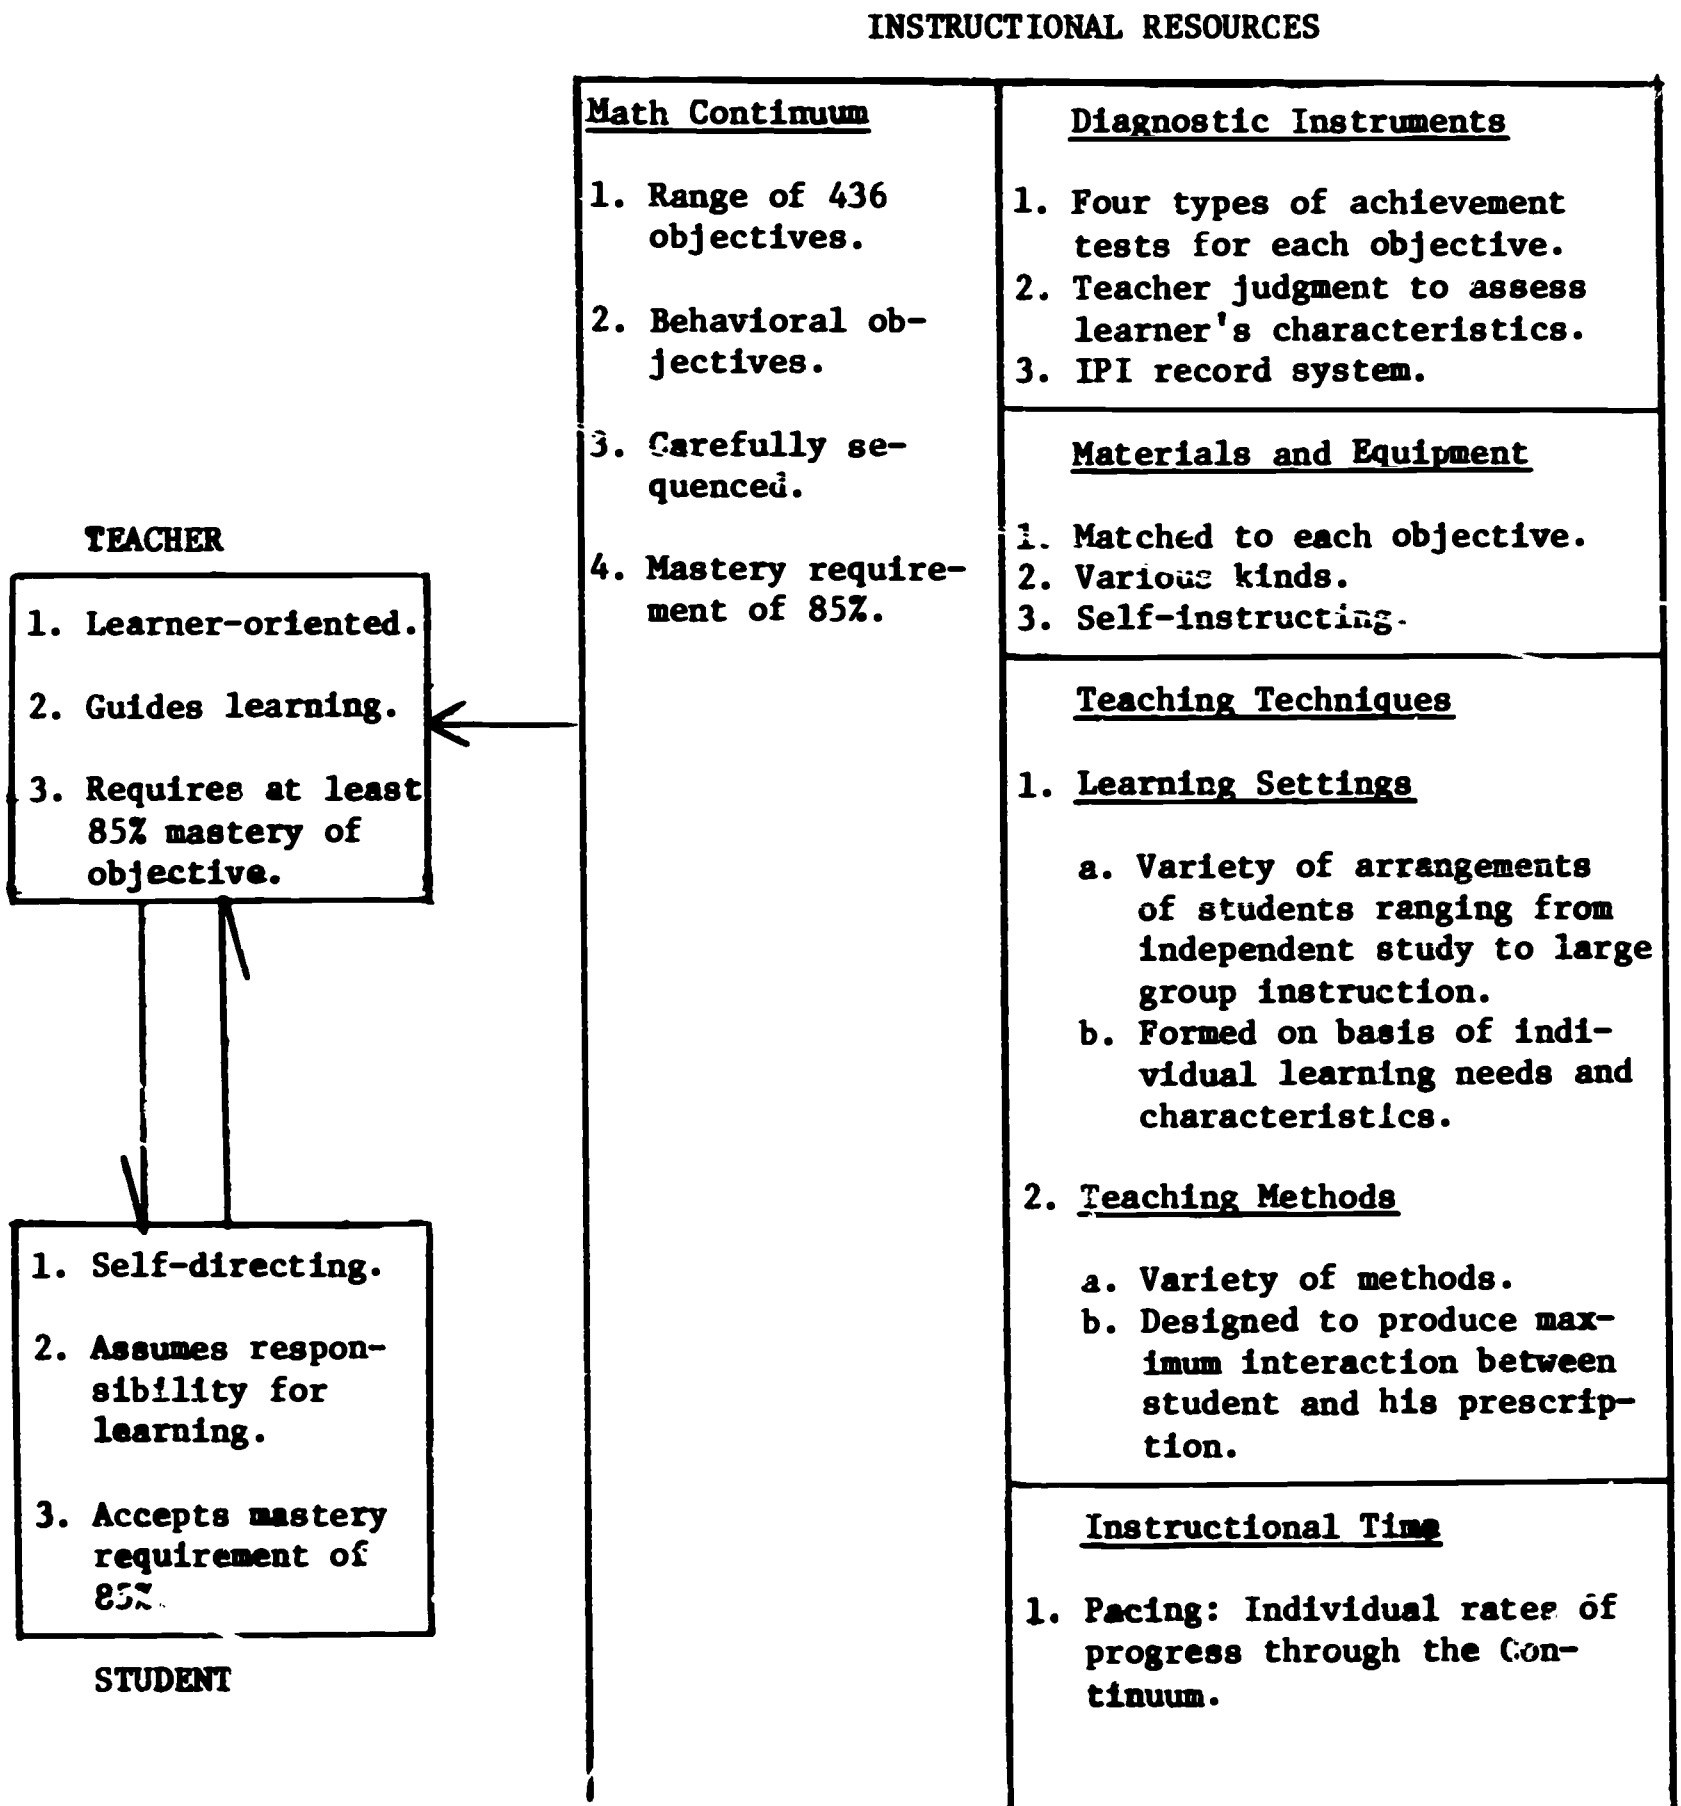 INSTRUCTIONAL RESOURCES
Math Continuum
1. Range of 436
objectives.
2. Behavioral ob-
jectives.
3. Carefully se-
quenced.
4. Mastery require-
ment of 85%.
Diagnostic Instruments
1. Four types of achievement
tests for each objective.
2. Teacher judgment to assess
learner's characteristics.
3. IPI record system.
Materials and Equipment
1. Matched to each objective.
2. Various kinds.
3. Self-instructing.
Teaching Techniques
1. Learning Settings
a. Variety of arrangements
of students ranging from
independent study to large
group instruction.
b. Formed on basis of indi-
vidual learning needs and
characteristics.
2. Teaching Methods
a. Variety of methods.
b. Designed to produce max-
imum interaction between
student and his prescrip-
tion.
Instructional Time
1. Pacing: Individual rates of
progress through the Con-
tinuum.
TEACHER
1. Learner-oriented.
2. Guides learning.
3. Requires at least
85% mastery of
objective.
1. Self-directing.
2. Assumes respon-
sibility for
learning.
3. Accepts mastery
requirement of
85%.
STUDENT